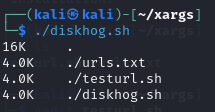 ┌──(kali㉿kali)-[~/xargs]
└─$ ./diskhog.sh
16K     .
4.0K    ./urls.txt
4.0K    ./testurl.sh
4.0K    ./diskhog.sh